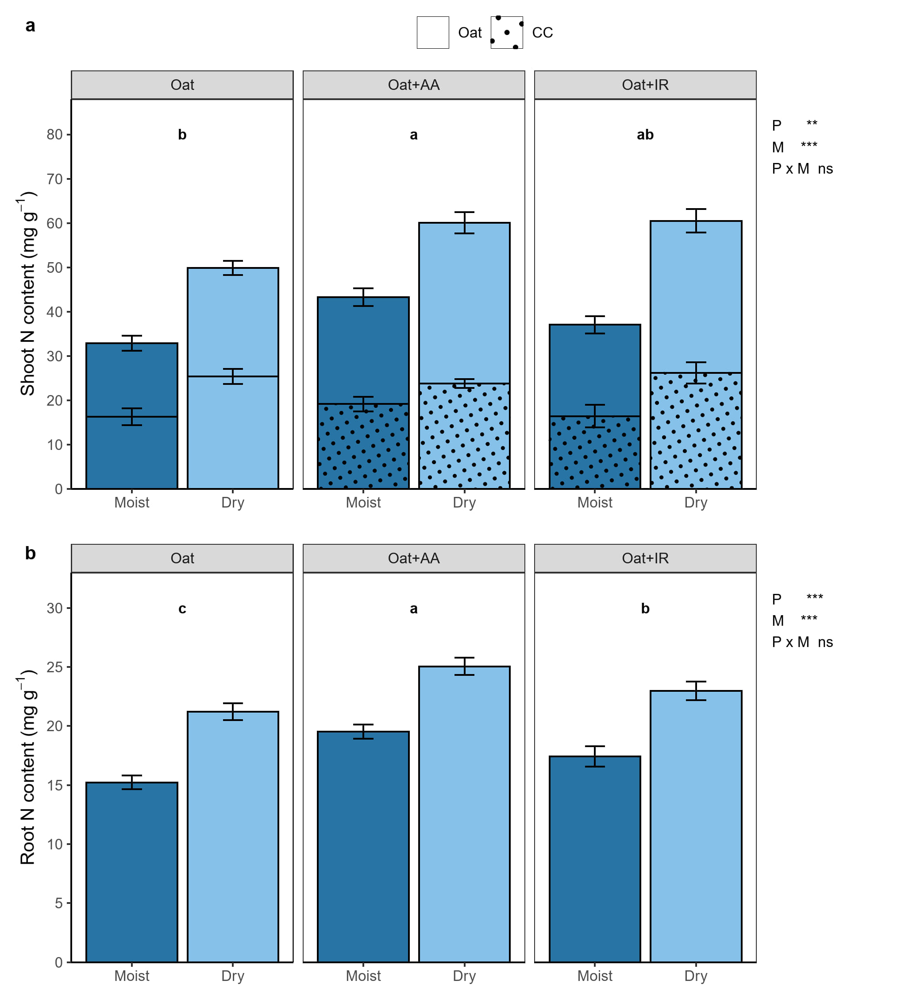 a
Oat CC
Oat Oat+AA Oat+IR
b a ab
P **
M ***
P x M ns
Shoot N content (mg g⁻¹)
80
70
60
50
40
30
20
10
0
Moist Dry Moist Dry Moist Dry
b
Oat Oat+AA Oat+IR
c a b
P ***
M ***
P x M ns
Root N content (mg g⁻¹)
30
25
20
15
10
5
0
Moist Dry Moist Dry Moist Dry